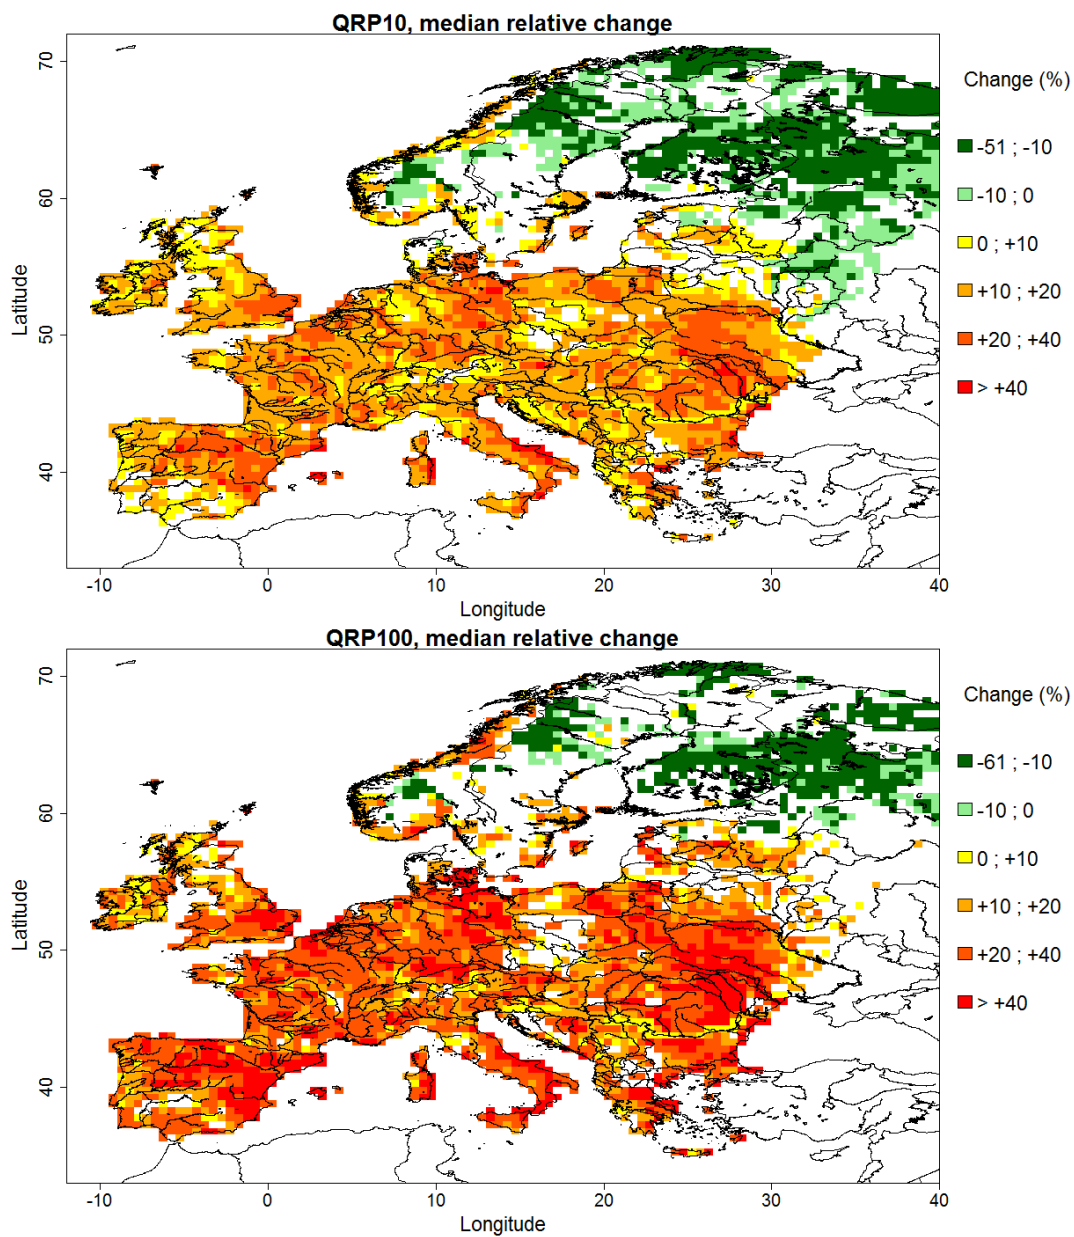 QRP10, median relative change
70
60
50
40
Latitude
-10
0
10
20
30
40
Longitude
Change (%)
-51 ; -10
-10 ; 0
0 ; +10
+10 ; +20
+20 ; +40
> +40
QRP100, median relative change
70
60
50
40
Latitude
-10
0
10
20
30
40
Longitude
Change (%)
-61 ; -10
-10 ; 0
0 ; +10
+10 ; +20
+20 ; +40
> +40